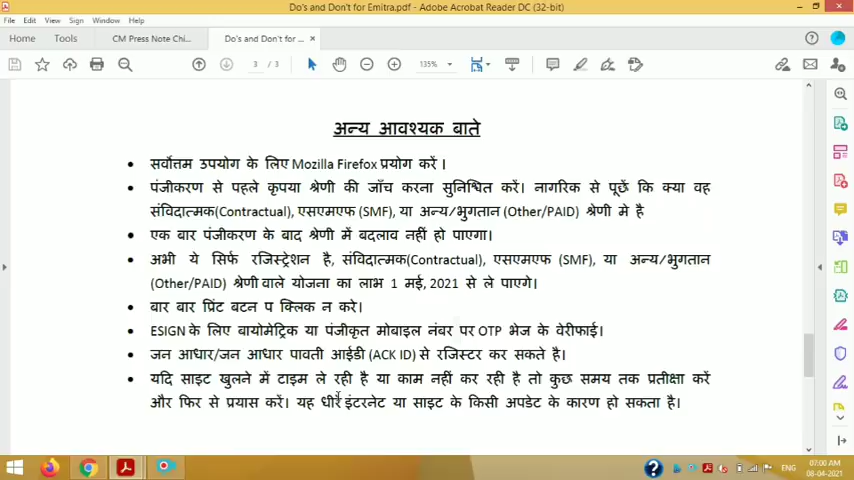 Do's and Don't for Emitra.pdf - Adobe Acrobat Reader DC (32-bit)
File Edit View Sign Window Help
Home Tools CM Press Note Chi... Do's and Don't for ... ×
3 / 3 135%
अन्य आवश्यक बाते
• सर्वोत्तम उपयोग के लिए Mozilla Firefox प्रयोग करें ।
• पंजीकरण से पहले कृपया श्रेणी की जाँच करना सुनिश्चित करें। नागरिक से पूछें कि क्या वह
संविदात्मक(Contractual), एसएमएफ (SMF), या अन्य/भुगतान (Other/PAID) श्रेणी मे है
• एक बार पंजीकरण के बाद श्रेणी में बदलाव नहीं हो पाएगा।
• अभी ये सिर्फ रजिस्ट्रेशन है, संविदात्मक(Contractual), एसएमएफ (SMF), या अन्य/भुगतान
(Other/PAID) श्रेणी वाले योजना का लाभ 1 मई, 2021 से ले पाएगे।
• बार बार प्रिंट बटन प क्लिक न करे।
• ESIGN के लिए बायोमेट्रिक या पंजीकृत मोबाइल नंबर पर OTP भेज के वेरीफाई।
• जन आधार/जन आधार पावती आईडी (ACK ID) से रजिस्टर कर सकते है।
• यदि साइट खुलने में टाइम ले रही है या काम नहीं कर रही है तो कुछ समय तक प्रतीक्षा करें
और फिर से प्रयास करें। यह धीरे इंटरनेट या साइट के किसी अपडेट के कारण हो सकता है।
ENG
07:00 AM
08-04-2021